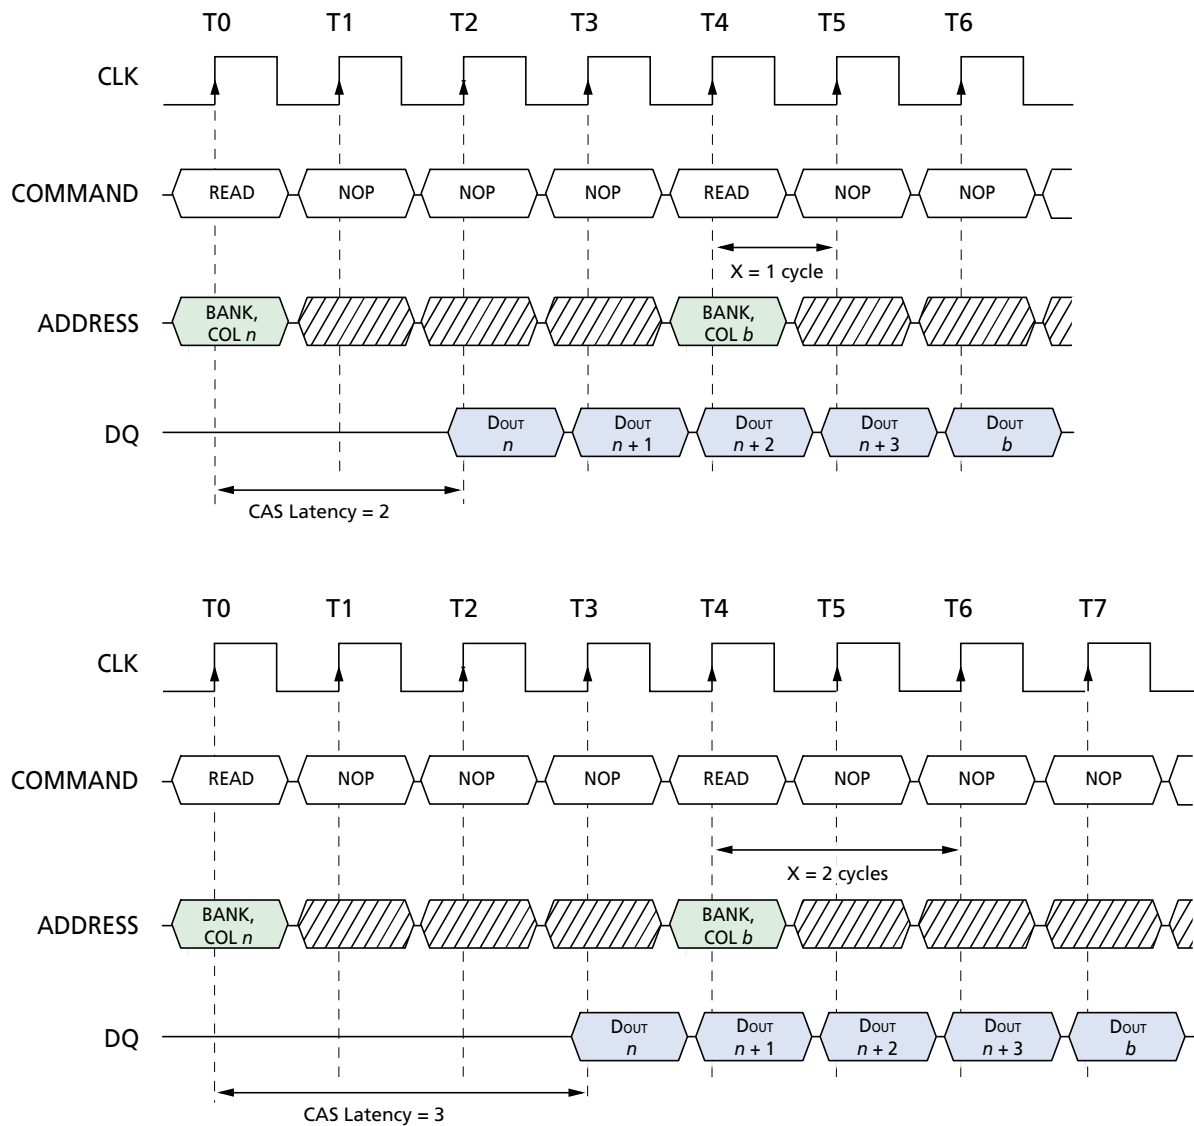 T0 T1 T2 T3 T4 T5 T6
CLK
COMMAND READ NOP NOP NOP READ NOP NOP
X = 1 cycle
ADDRESS BANK, COL n BANK, COL b
DQ DOUT n DOUT n + 1 DOUT n + 2 DOUT n + 3 DOUT b
CAS Latency = 2
T0 T1 T2 T3 T4 T5 T6 T7
CLK
COMMAND READ NOP NOP NOP READ NOP NOP NOP
X = 2 cycles
ADDRESS BANK, COL n BANK, COL b
DQ DOUT n DOUT n + 1 DOUT n + 2 DOUT n + 3 DOUT b
CAS Latency = 3